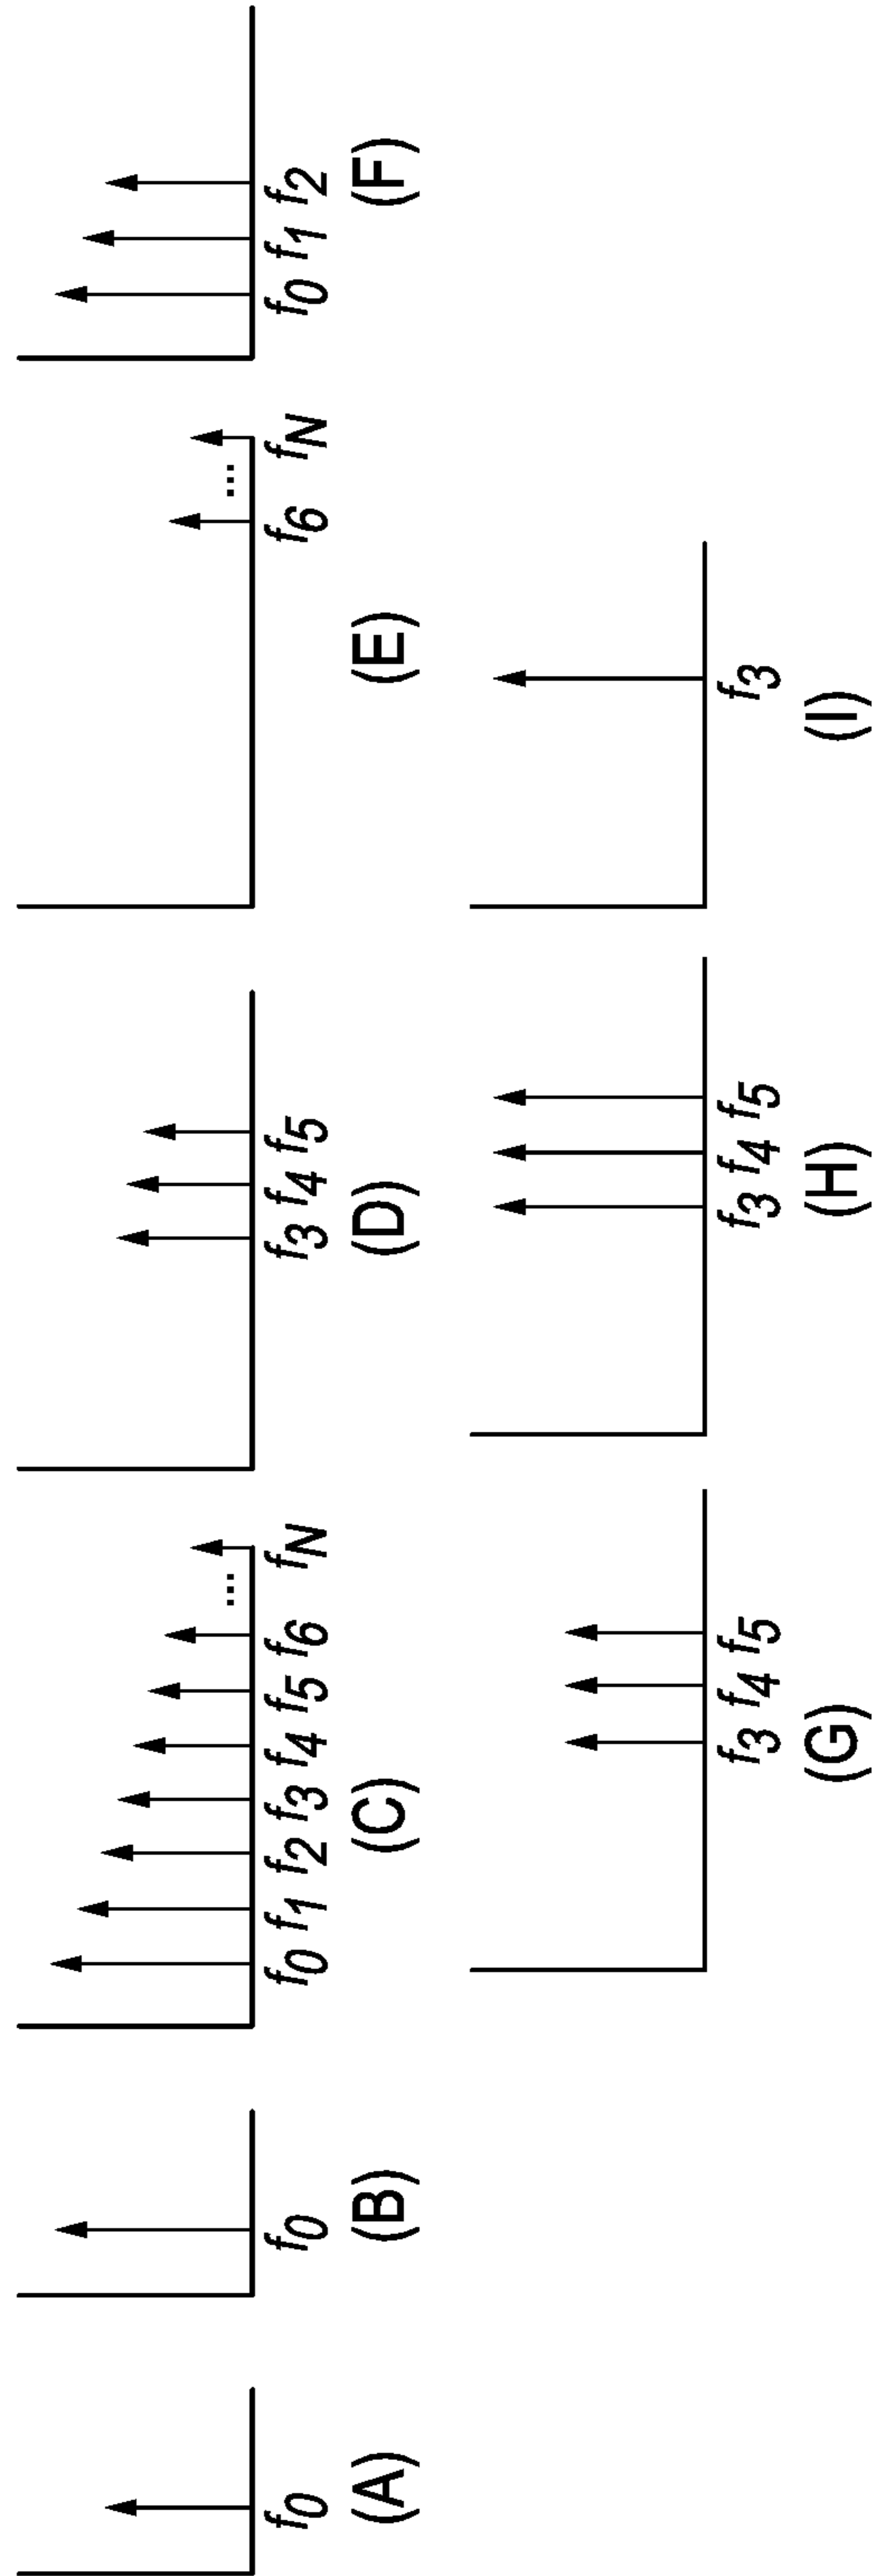 f0
(A)
f0
(B)
f0 f1 f2 f3 f4 f5 f6 ... fN
(C)
f3 f4 f5
(D)
f6 ... fN
(E)
f0 f1 f2
(F)
f3 f4 f5
(G)
f3 f4 f5
(H)
f3
(I)